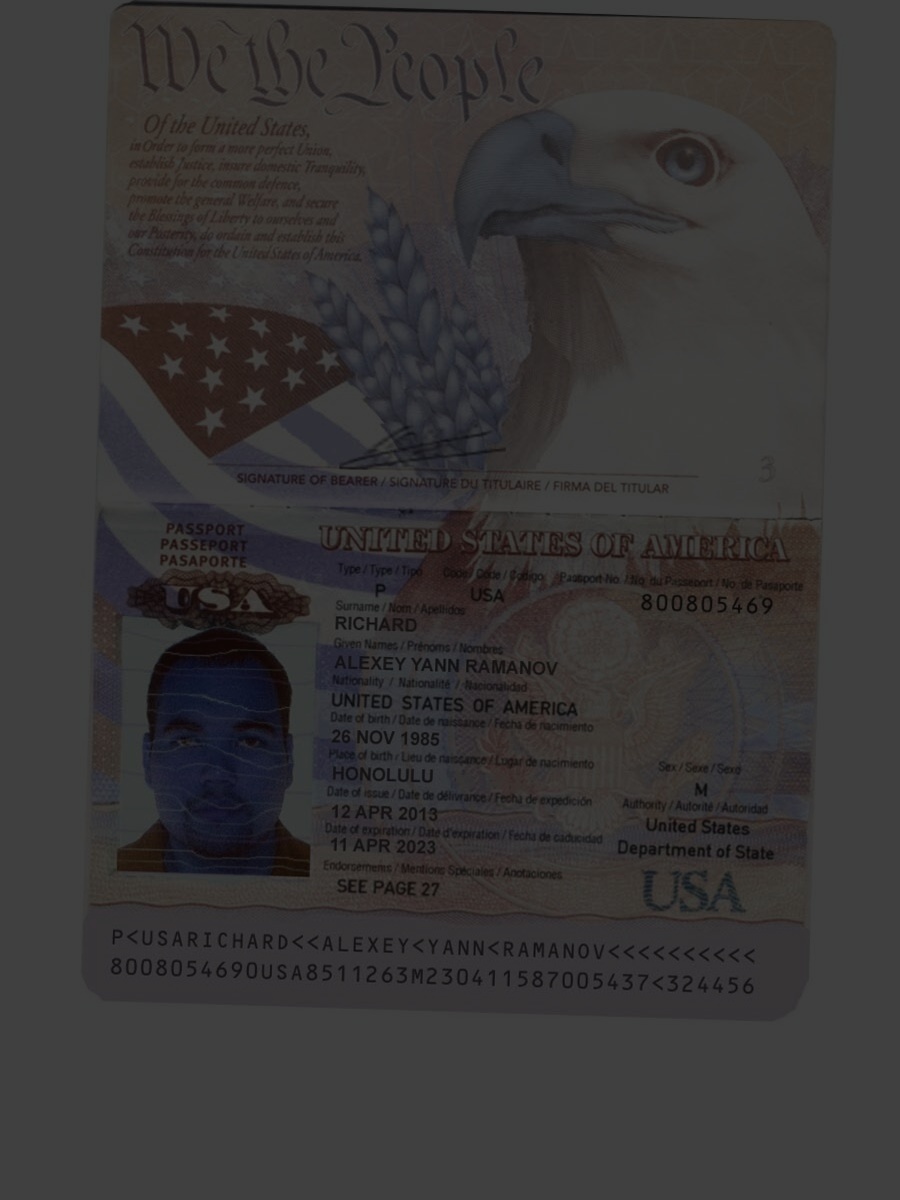 We the People
Of the United States,
in Order to form a more perfect Union,
establish Justice, insure domestic Tranquility,
provide for the common defence,
promote the general Welfare, and secure
the Blessings of Liberty to ourselves and
our Posterity, do ordain and establish this
Constitution for the United States of America.
3
SIGNATURE OF BEARER / SIGNATURE DU TITULAIRE / FIRMA DEL TITULAR
PASSPORT
PASSEPORT
PASAPORTE
USA
UNITED STATES OF AMERICA
Type / Type / Tipo Code / Code / Codigo Passport No. / No. du Passeport / No. de Pasaporte
P USA 800805469
Surname / Nom / Apellidos
RICHARD
Given Names / Prénoms / Nombres
ALEXEY YANN RAMANOV
Nationality / Nationalité / Nacionalidad
UNITED STATES OF AMERICA
Date of birth / Date de naissance / Fecha de nacimiento
26 NOV 1985
Place of birth / Lieu de naissance / Lugar de nacimiento
HONOLULU
Sex / Sexe / Sexo
M
Date of issue / Date de délivrance / Fecha de expedición
12 APR 2013
Authority / Autorité / Autoridad
United States
Department of State
Date of expiration / Date d'expiration / Fecha de caducidad
11 APR 2023
Endorsements / Mentions Spéciales / Anotaciones
SEE PAGE 27
USA
P<USARICHARD<<ALEXEY<YANN<RAMANOV<<<<<<<<<<
8008054690USA8511263M230411587005437<324456